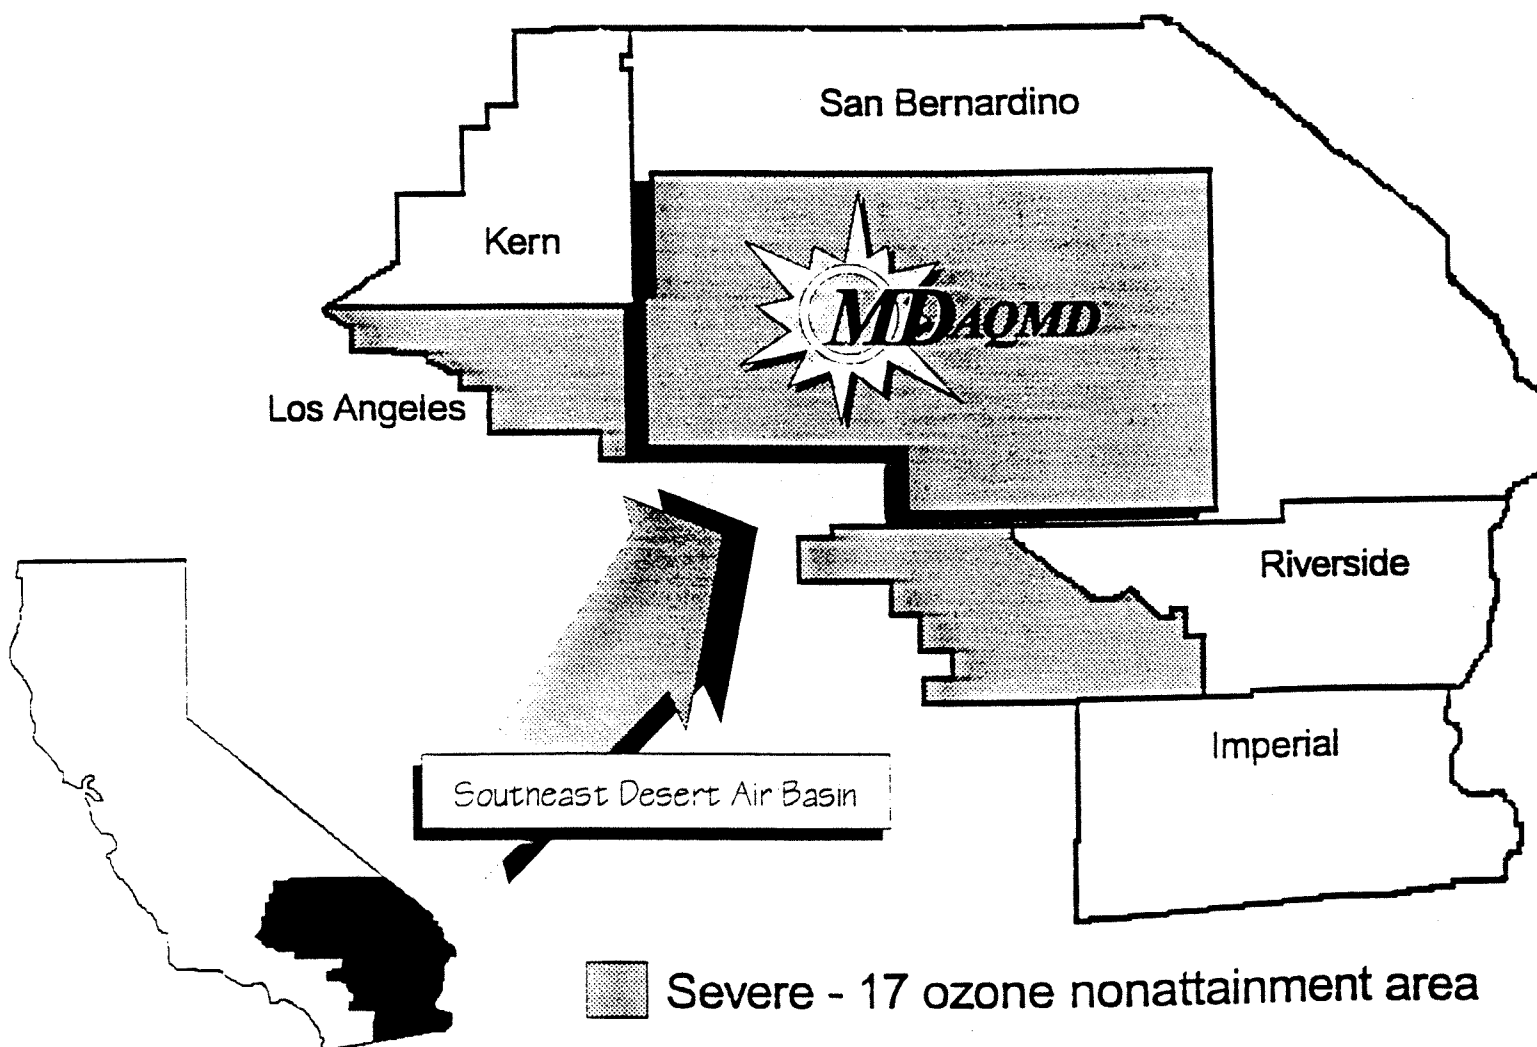 San Bernardino
Kern
MDAQMD
Los Angeles
Riverside
Imperial
Southeast Desert Air Basin
Severe - 17 ozone nonattainment area